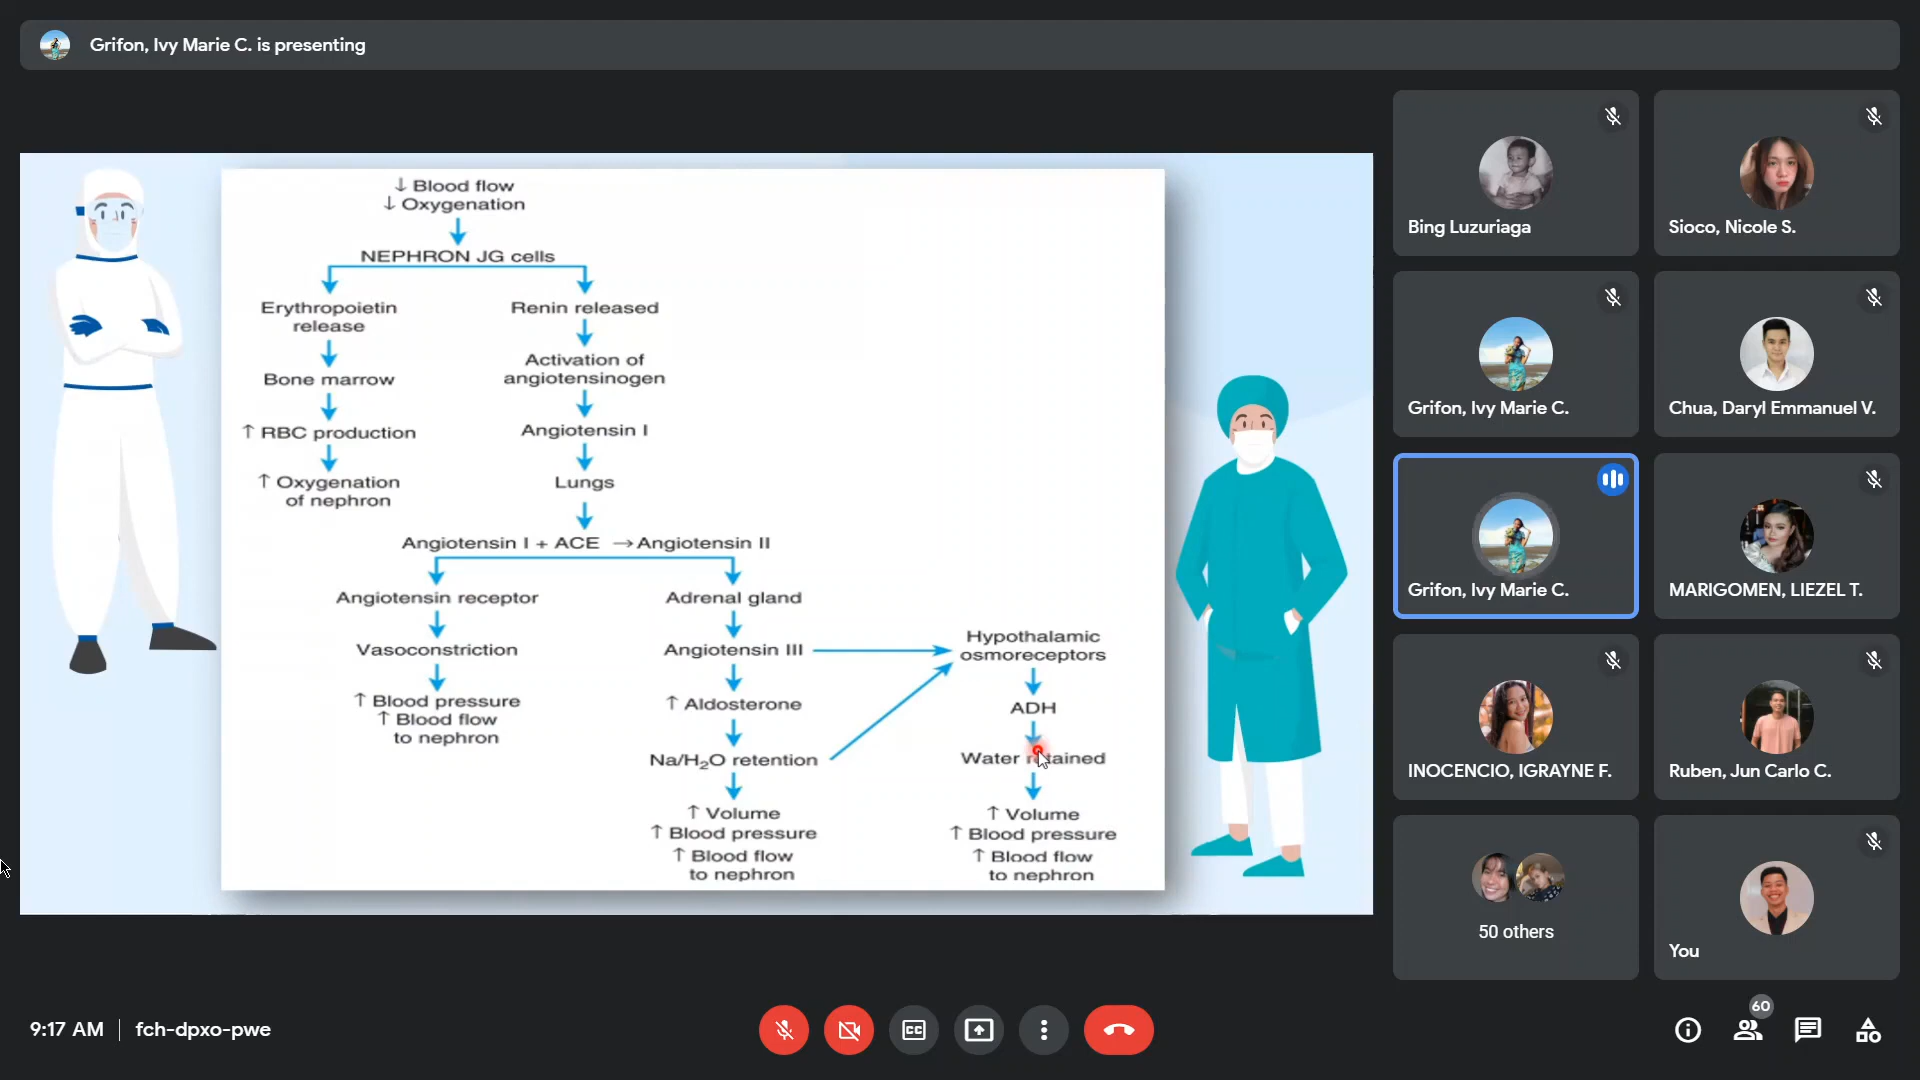 Grifon, Ivy Marie C. is presenting
↓ Blood flow
↓ Oxygenation
NEPHRON JG cells
Erythropoietin
release
Bone marrow
↑ RBC production
↑ Oxygenation
of nephron
Renin released
Activation of
angiotensinogen
Angiotensin I
Lungs
Angiotensin I + ACE → Angiotensin II
Angiotensin receptor
Vasoconstriction
↑ Blood pressure
↑ Blood flow
to nephron
Adrenal gland
Angiotensin III
↑ Aldosterone
Na/H₂O retention
↑ Volume
↑ Blood pressure
↑ Blood flow
to nephron
Hypothalamic
osmoreceptors
ADH
Water retained
↑ Volume
↑ Blood pressure
↑ Blood flow
to nephron
Bing Luzuriaga
Sioco, Nicole S.
Grifon, Ivy Marie C.
Chua, Daryl Emmanuel V.
Grifon, Ivy Marie C.
MARIGOMEN, LIEZEL T.
INOCENCIO, IGRAYNE F.
Ruben, Jun Carlo C.
50 others
You
9:17 AM | fch-dpxo-pwe
CC
60